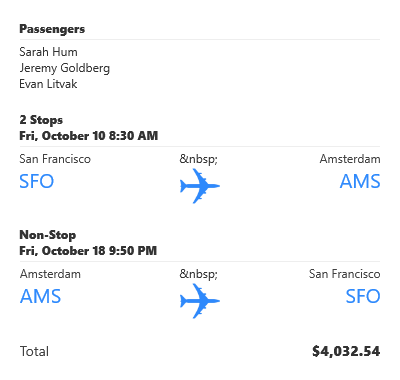 Passengers
Sarah Hum
Jeremy Goldberg
Evan Litvak
2 Stops
Fri, October 10 8:30 AM
San Francisco &nbsp; Amsterdam
SFO AMS
Non-Stop
Fri, October 18 9:50 PM
Amsterdam &nbsp; San Francisco
AMS SFO
Total $4,032.54